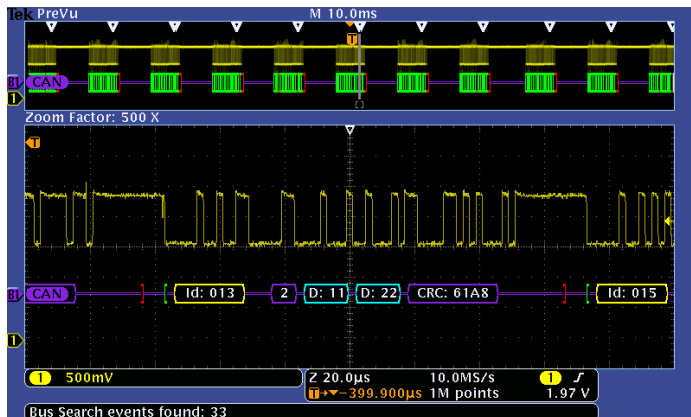 Tek PreVu M 10.0ms
T
B1 CAN
1
[]
Zoom Factor: 500 X
T
B1 CAN Id: 013 2 D: 11 D: 22 CRC: 61A8 Id: 015
1
1 500mV Z 20.0µs 10.0MS/s 1 ʃ
T→▼−399.900µs 1M points 1.97 V
Bus Search events found: 33